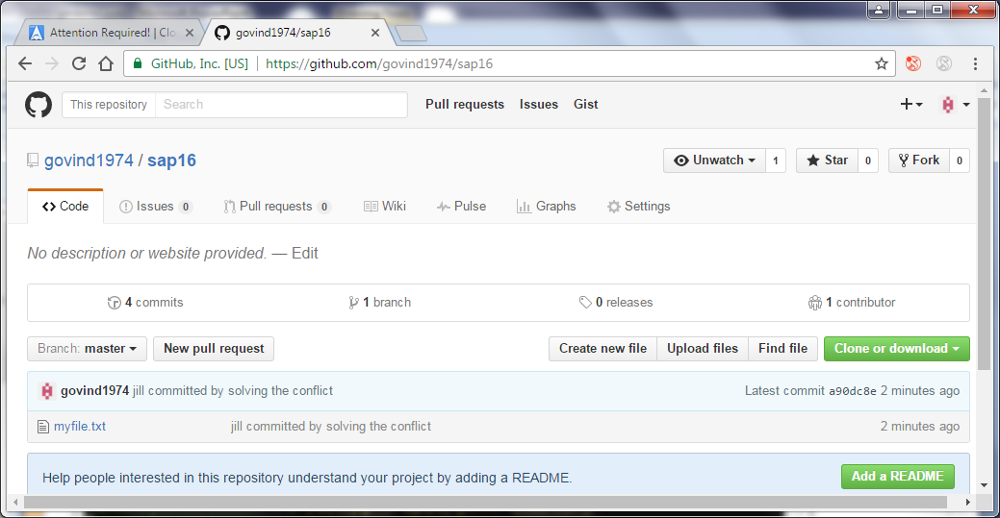 Attention Required! | Clo
govind1974/sap16
GitHub, Inc. [US] | https://github.com/govind1974/sap16
This repository Search Pull requests Issues Gist
govind1974 / sap16 Unwatch 1 Star 0 Fork 0
Code Issues 0 Pull requests 0 Wiki Pulse Graphs Settings
No description or website provided. — Edit
4 commits 1 branch 0 releases 1 contributor
Branch: master New pull request Create new file Upload files Find file Clone or download
govind1974 jill committed by solving the conflict Latest commit a90dc8e 2 minutes ago
myfile.txt jill committed by solving the conflict 2 minutes ago
Help people interested in this repository understand your project by adding a README. Add a README